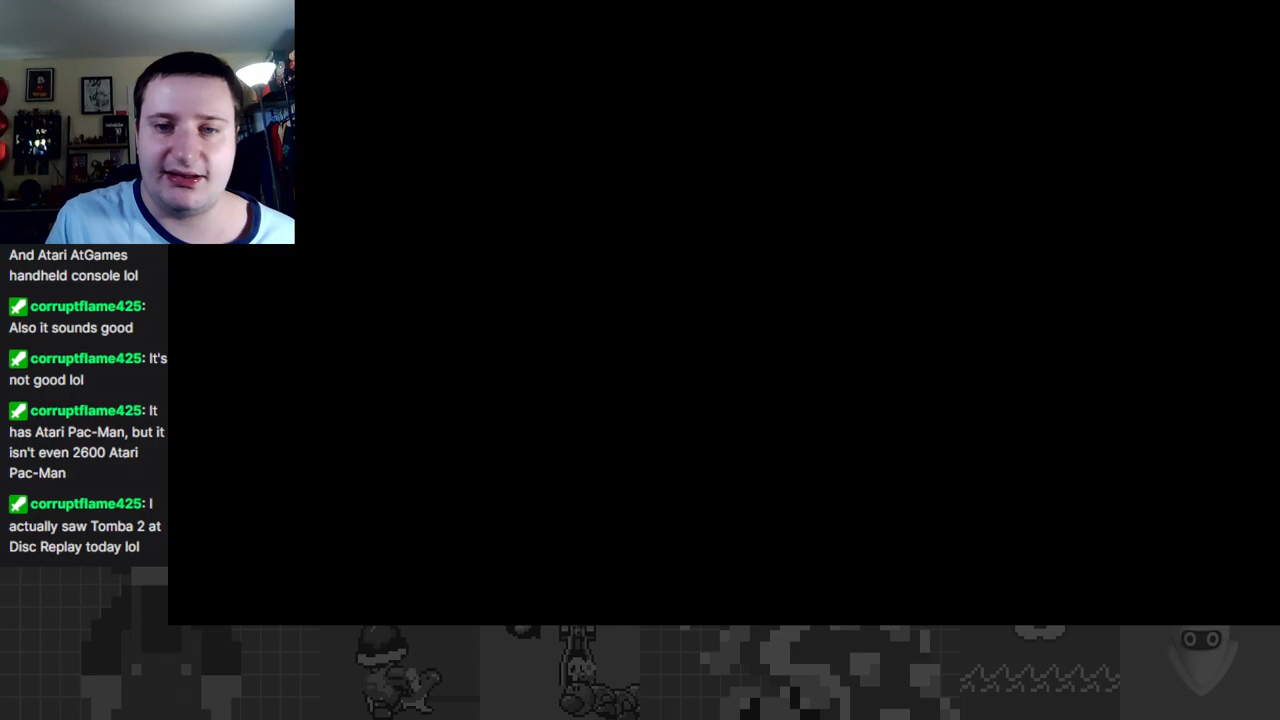 And Atari AtGames
handheld console lol
corruptflame425:
Also it sounds good
corruptflame425: It's
not good lol
corruptflame425: It
has Atari Pac-Man, but it
isn't even 2600 Atari
Pac-Man
corruptflame425: I
actually saw Tomba 2 at
Disc Replay today lol